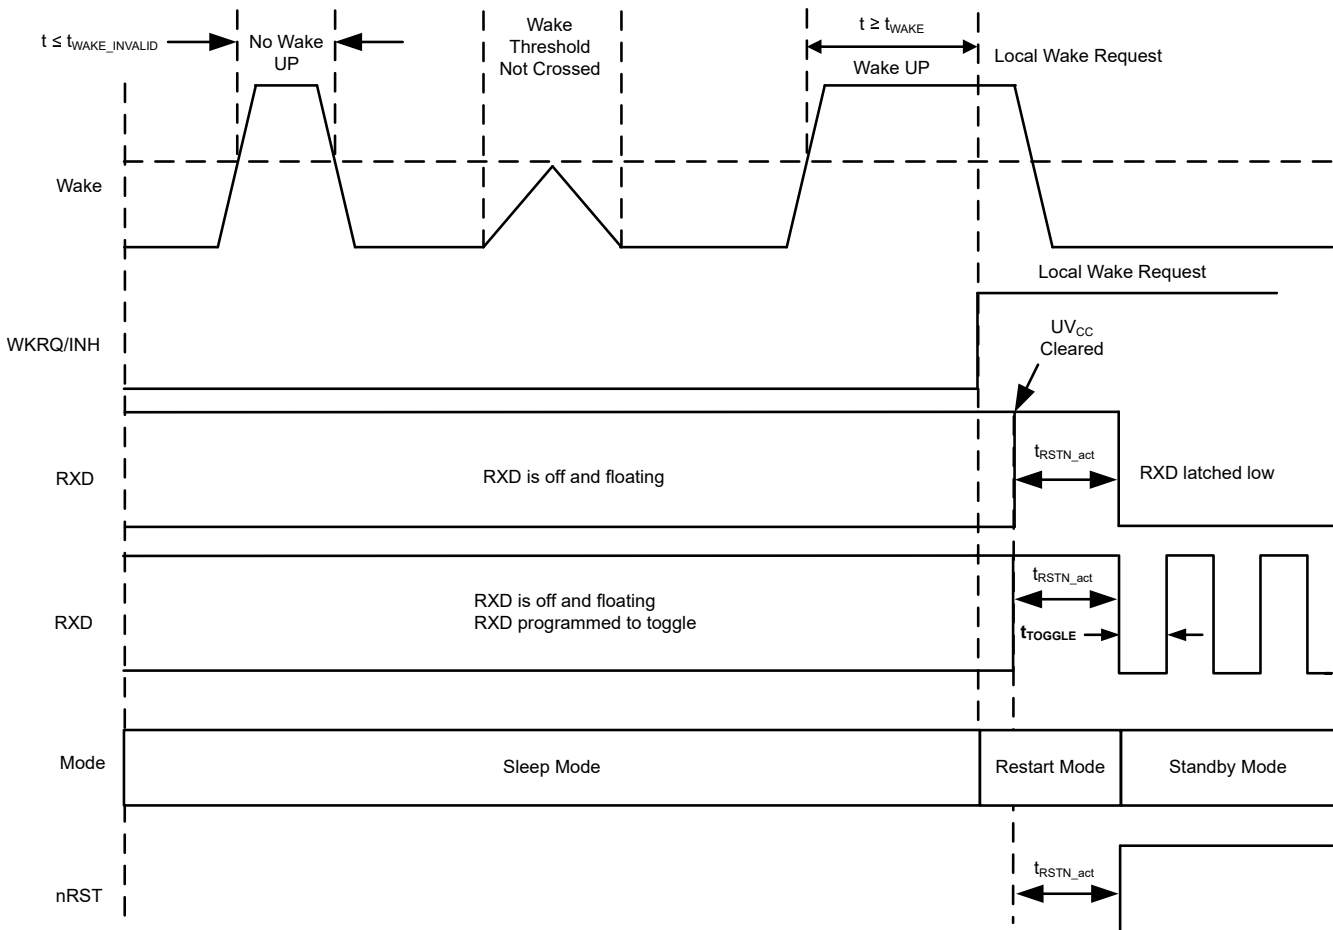 t ≤ tWAKE_INVALID
No Wake
UP
Wake
Threshold
Not Crossed
t ≥ tWAKE
Wake UP
Local Wake Request
Wake
Local Wake Request
WKRQ/INH
UVCC
Cleared
RXD
RXD is off and floating
tRSTN_act
RXD latched low
RXD
RXD is off and floating
RXD programmed to toggle
tRSTN_act
tTOGGLE
Mode
Sleep Mode
Restart Mode
Standby Mode
nRST
tRSTN_act